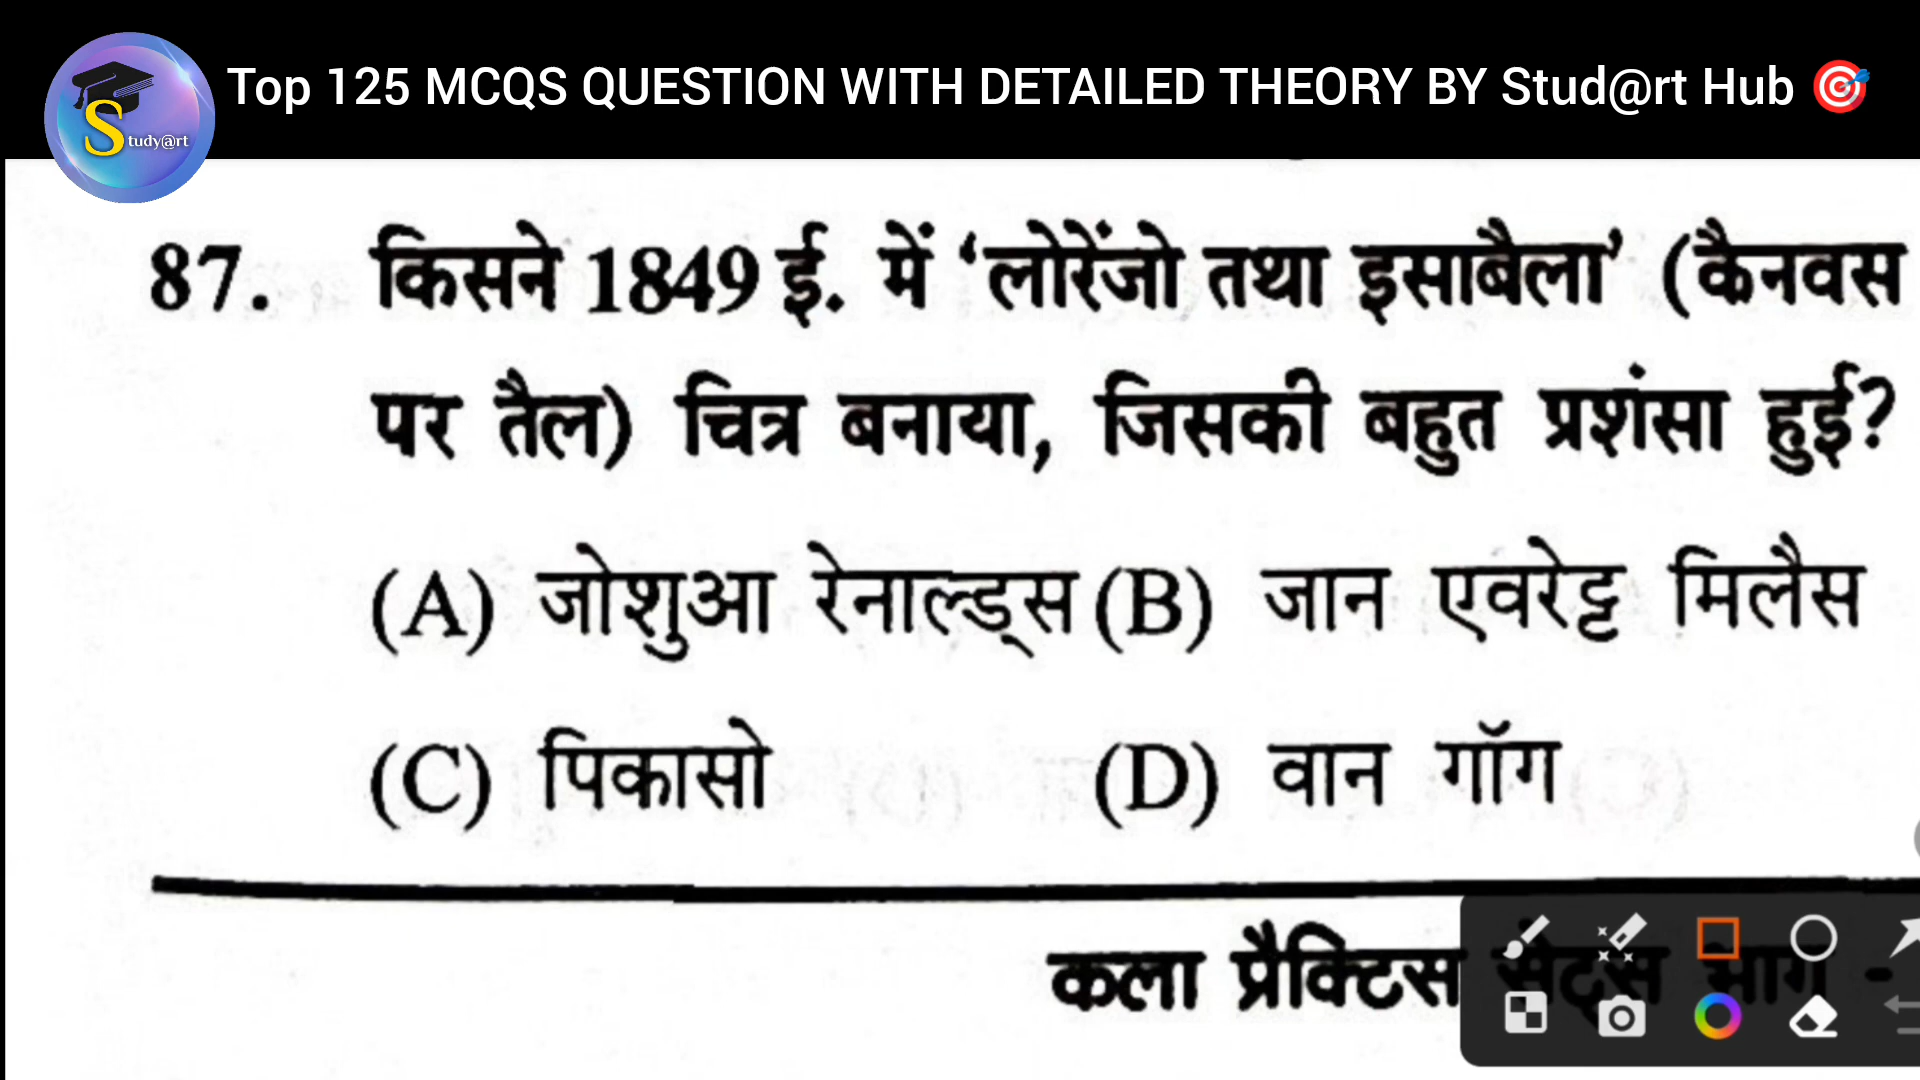 Top 125 MCQS QUESTION WITH DETAILED THEORY BY Stud@rt Hub 🎯
Study@rt
87. किसने 1849 ई. में ‘लोरेंजो तथा इसाबैला’ (कैनवस
पर तैल) चित्र बनाया, जिसकी बहुत प्रशंसा हुई?
(A) जोशुआ रेनाल्ड्स (B) जान एवरेट्ट मिलैस
(C) पिकासो (D) वान गॉग
कला प्रैक्टिस सेट्स भाग -